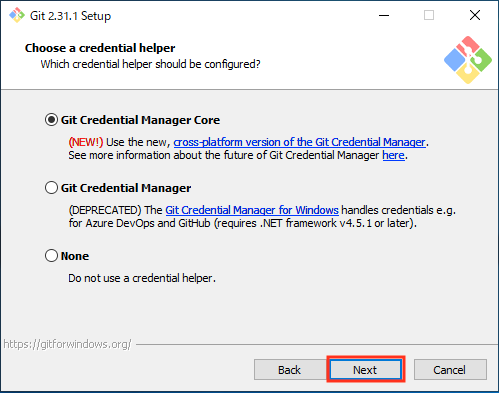 Git 2.31.1 Setup
Choose a credential helper
Which credential helper should be configured?
Git Credential Manager Core
(NEW!) Use the new, cross-platform version of the Git Credential Manager.
See more information about the future of Git Credential Manager here.
Git Credential Manager
(DEPRECATED) The Git Credential Manager for Windows handles credentials e.g.
for Azure DevOps and GitHub (requires .NET framework v4.5.1 or later).
None
Do not use a credential helper.
https://gitforwindows.org/
Back Next Cancel